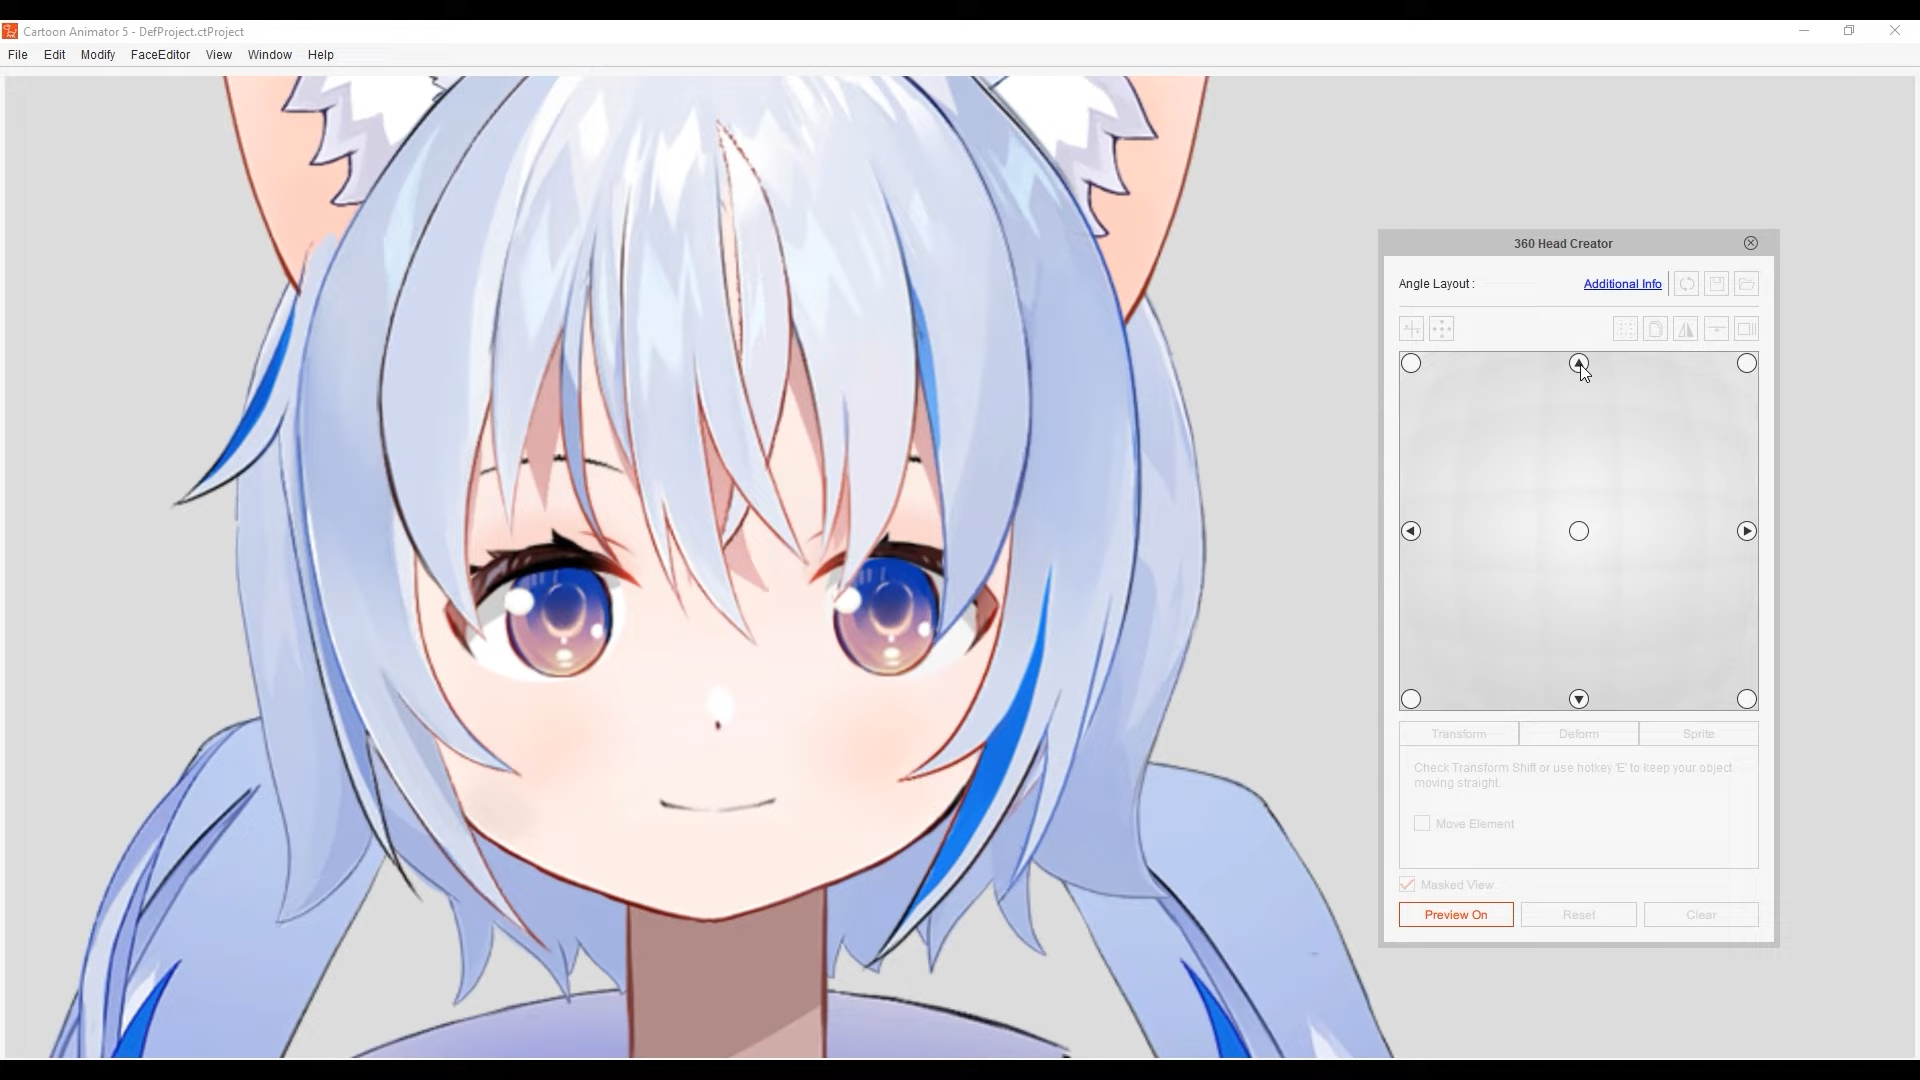 Cartoon Animator 5 - DefProject.ctProject
File Edit Modify FaceEditor View Window Help
360 Head Creator
Angle Layout :
Additional Info
Transform Deform Sprite
Check Transform Shift or use hotkey 'E' to keep your object
moving straight.
Move Element
Masked View
Preview On Reset Clear